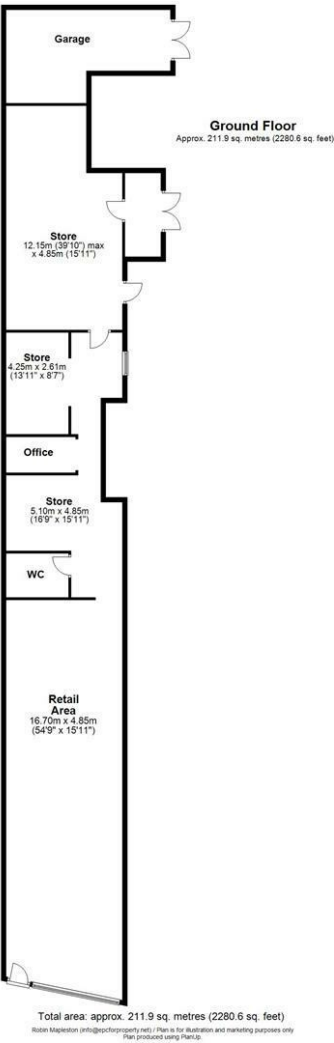 Garage
Ground Floor
Approx. 211.9 sq. metres (2280.6 sq. feet)
Store
12.15m (39'10") max
x 4.85m (15'11")
Store
4.25m x 2.61m
(13'11" x 8'7")
Office
Store
5.10m x 4.85m
(16'9" x 15'11")
WC
Retail
Area
16.70m x 4.85m
(54'9" x 15'11")
Total area: approx. 211.9 sq. metres (2280.6 sq. feet)
Robin Mapleston (info@epcforproperty.net) / Plan is for illustration and marketing purposes only
Plan produced using PlanUp.